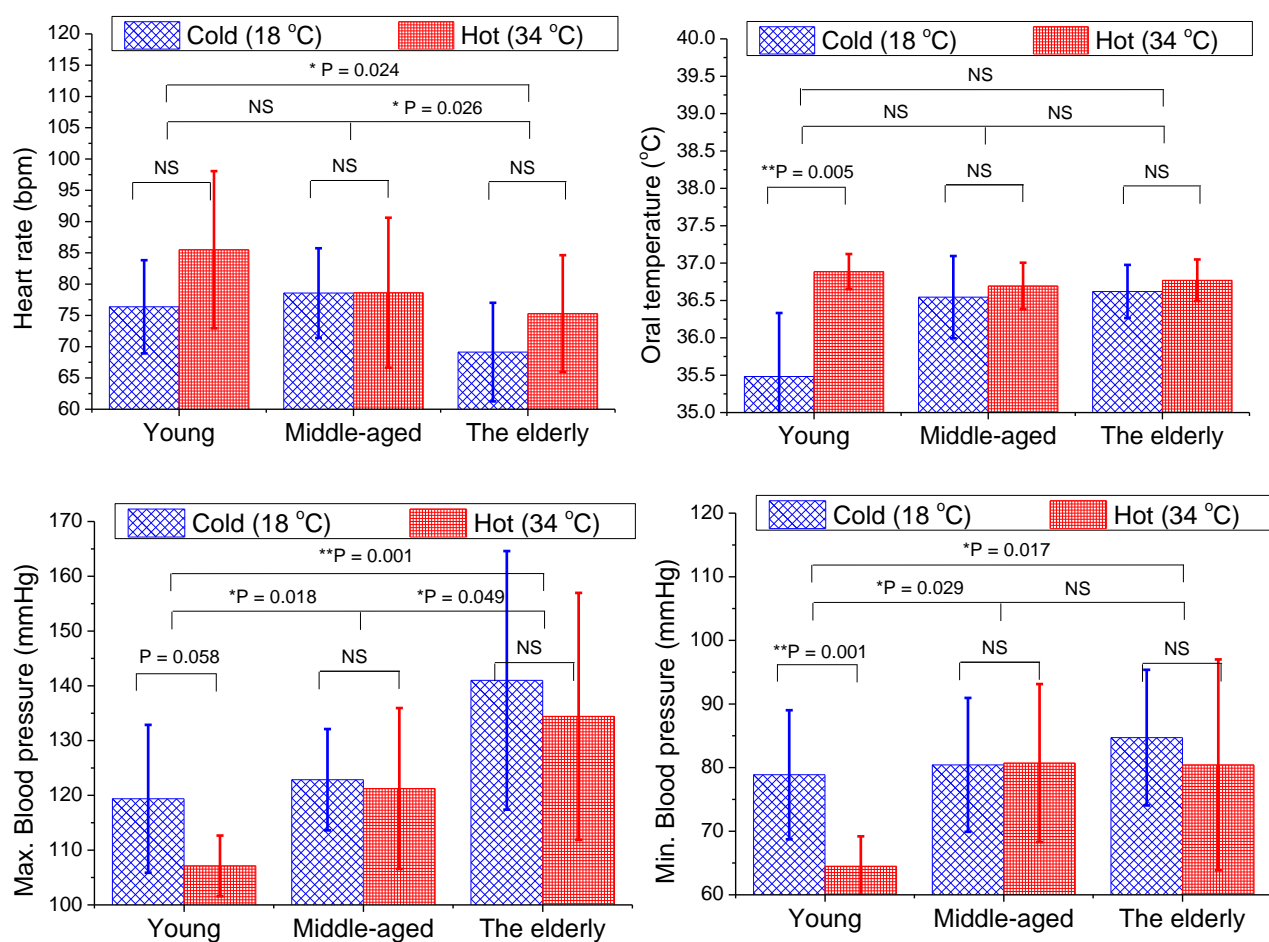 Cold (18 °C) Hot (34 °C)
* P = 0.024
NS * P = 0.026
NS NS NS
120
115
110
105
100
95
90
85
80
75
70
65
60
Heart rate (bpm)
Young Middle-aged The elderly
Cold (18 °C) Hot (34 °C)
NS
NS NS
**P = 0.005 NS NS
40.0
39.5
39.0
38.5
38.0
37.5
37.0
36.5
36.0
35.5
35.0
Oral temperature (°C)
Young Middle-aged The elderly
Cold (18 °C) Hot (34 °C)
**P = 0.001
*P = 0.018 *P = 0.049
P = 0.058 NS NS
170
160
150
140
130
120
110
100
Max. Blood pressure (mmHg)
Young Middle-aged The elderly
Cold (18 °C) Hot (34 °C)
*P = 0.017
*P = 0.029 NS
**P = 0.001 NS NS
120
110
100
90
80
70
60
Min. Blood pressure (mmHg)
Young Middle-aged The elderly